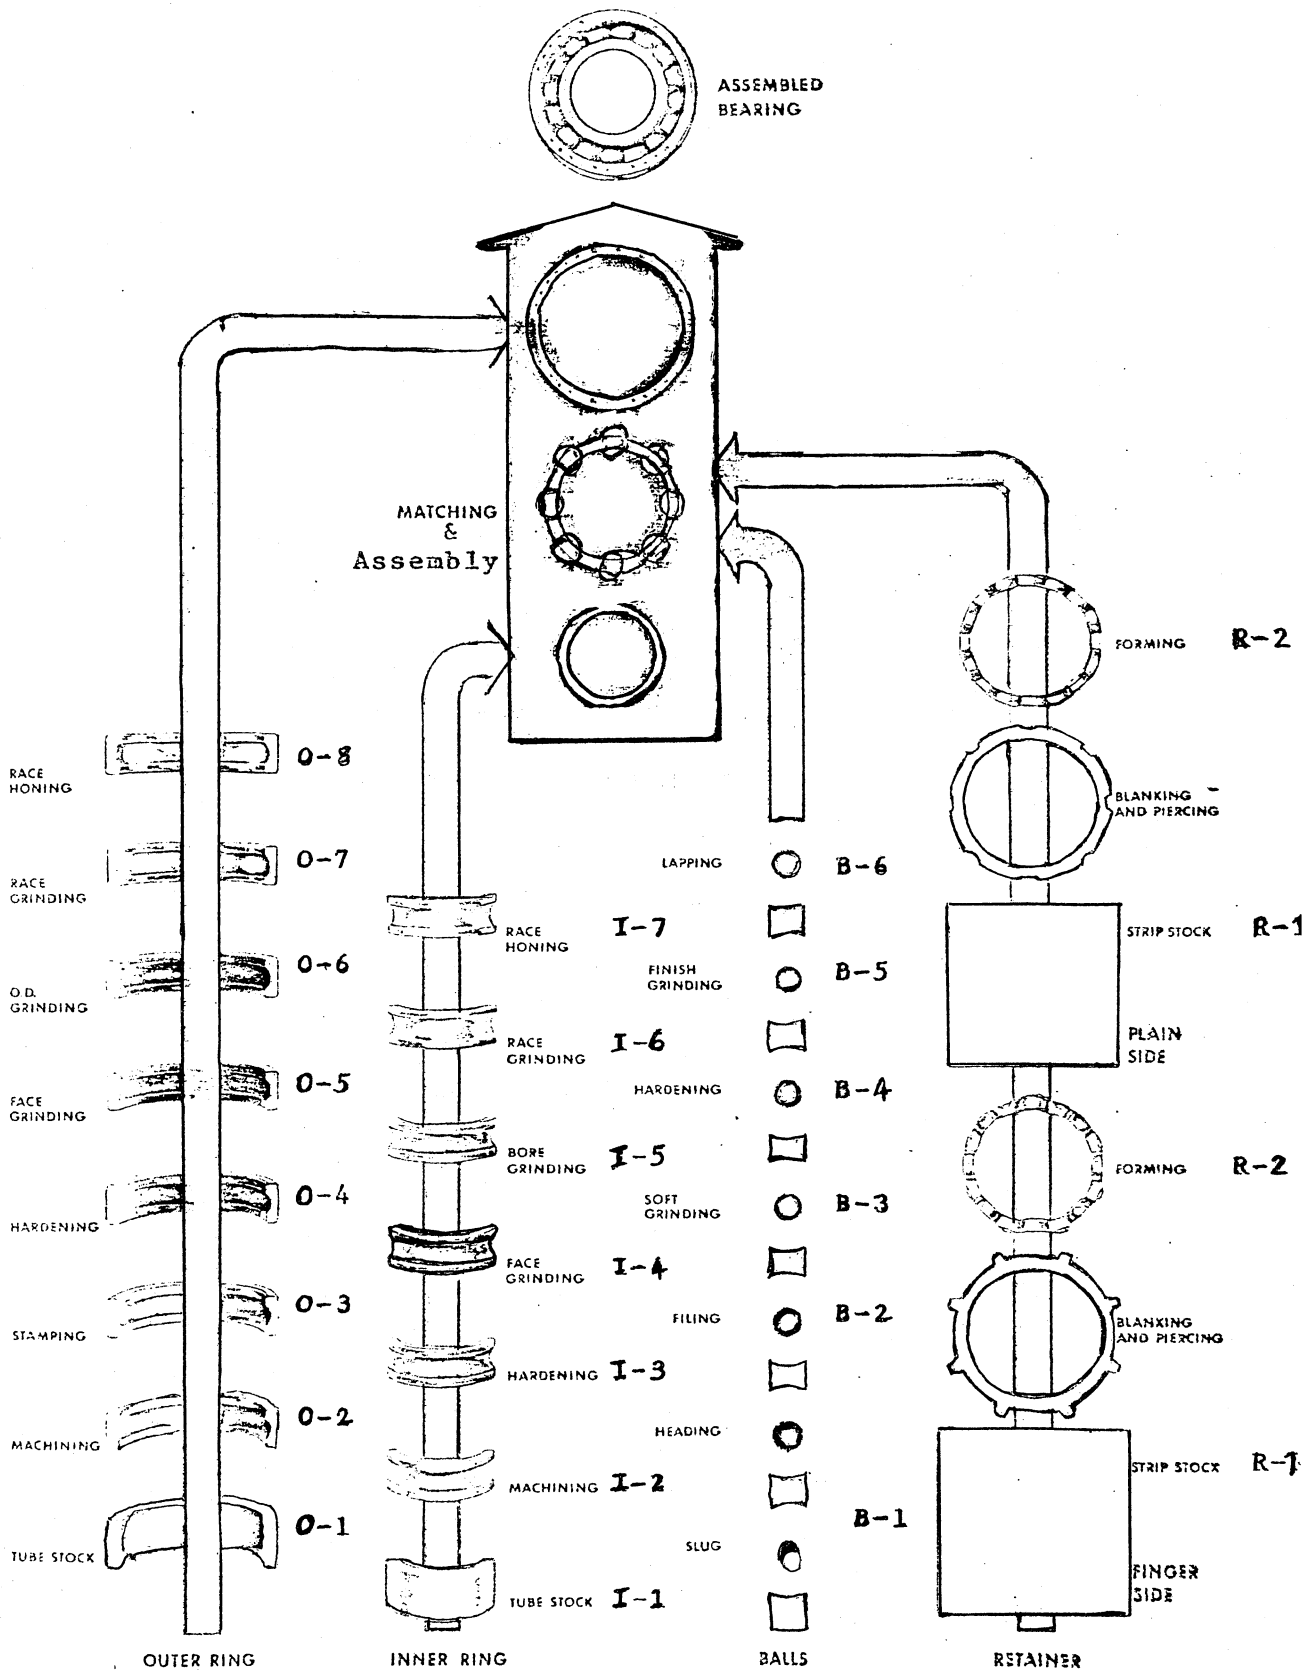 ASSEMBLED
BEARING
MATCHING
&
Assembly
RACE
HONING
O-8
RACE
GRINDING
O-7
O.D.
GRINDING
O-6
FACE
GRINDING
O-5
HARDENING
O-4
STAMPING
O-3
MACHINING
O-2
TUBE STOCK
O-1
OUTER RING
RACE
HONING
I-7
RACE
GRINDING
I-6
BORE
GRINDING
I-5
FACE
GRINDING
I-4
HARDENING
I-3
MACHINING
I-2
TUBE STOCK
I-1
INNER RING
LAPPING
B-6
FINISH
GRINDING
B-5
HARDENING
B-4
SOFT
GRINDING
B-3
FILING
B-2
HEADING
B-1
SLUG
BALLS
FORMING
R-2
BLANKING
AND PIERCING
STRIP STOCK
R-1
PLAIN
SIDE
FORMING
R-2
BLANKING
AND PIERCING
STRIP STOCK
R-1
FINGER
SIDE
RETAINER